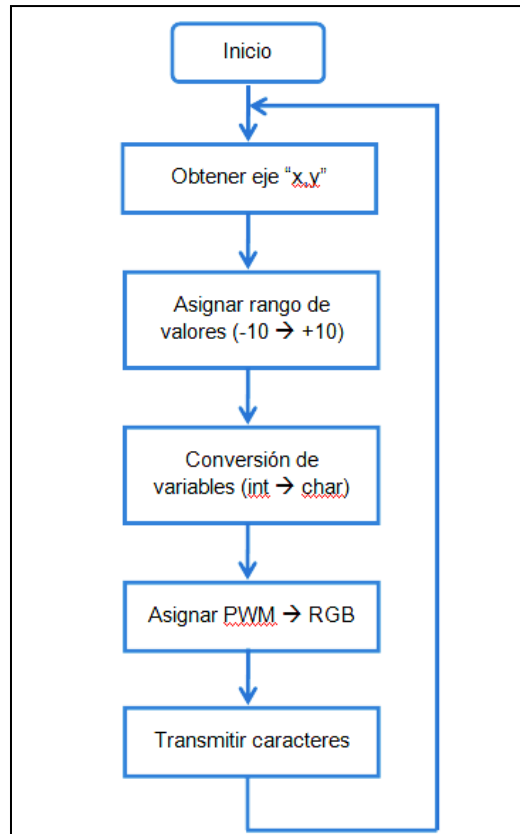 Inicio
Obtener eje “x,y”
Asignar rango de
valores (-10 → +10)
Conversión de
variables (int → char)
Asignar PWM → RGB
Transmitir caracteres